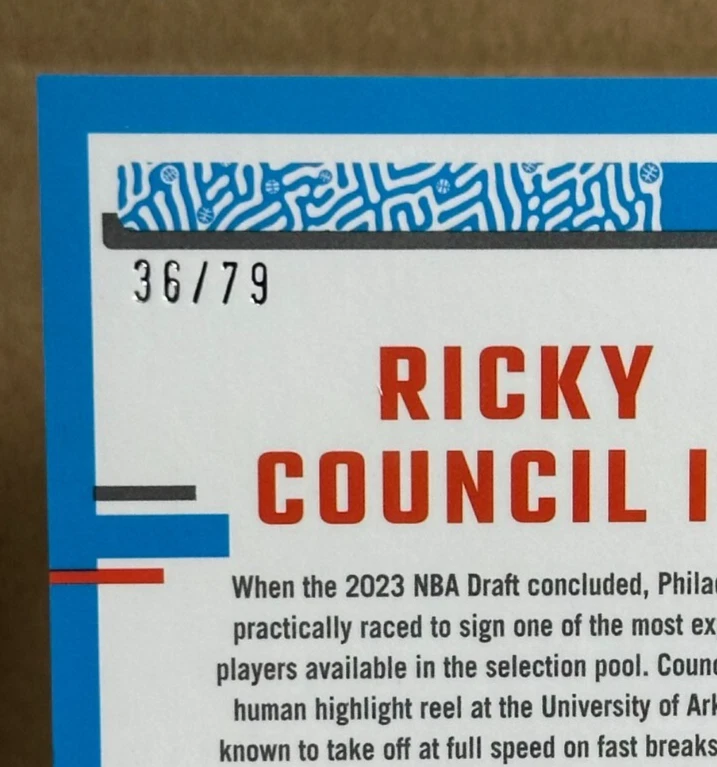 36/79
RICKY
COUNCIL I
When the 2023 NBA Draft concluded, Phila
practically raced to sign one of the most ex
players available in the selection pool. Counc
human highlight reel at the University of Ark
known to take off at full speed on fast breaks